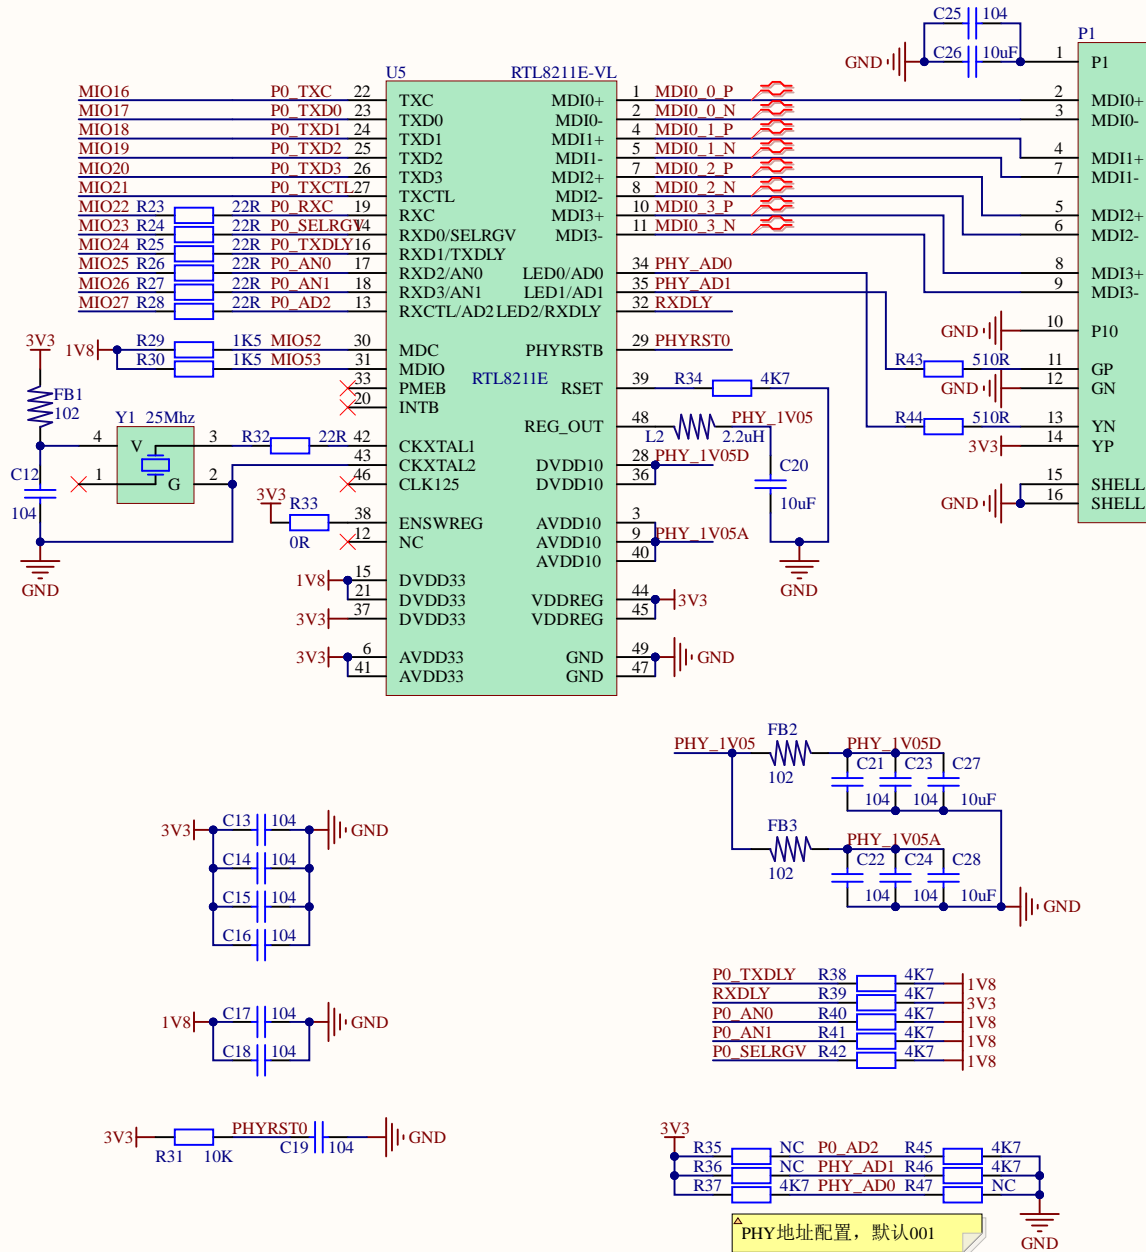 C25 104
P1
GND C26 10uF 1 P1
U5 RTL8211E-VL
MIO16 P0_TXC 22 TXC MDI0+ 1 MDI0_0_P 2 MDI0+
MIO17 P0_TXD0 23 TXD0 MDI0- 2 MDI0_0_N 3 MDI0-
MIO18 P0_TXD1 24 TXD1 MDI1+ 4 MDI0_1_P
MIO19 P0_TXD2 25 TXD2 MDI1- 5 MDI0_1_N 4 MDI1+
MIO20 P0_TXD3 26 TXD3 MDI2+ 7 MDI0_2_P 7 MDI1-
MIO21 P0_TXCTL 27 TXCTL MDI2- 8 MDI0_2_N
MIO22 R23 22R P0_RXC 19 RXC MDI3+ 10 MDI0_3_P 5 MDI2+
MIO23 R24 22R P0_SELRGV 14 RXD0/SELRGV MDI3- 11 MDI0_3_N 6 MDI2-
MIO24 R25 22R P0_TXDLY 16 RXD1/TXDLY
MIO25 R26 22R P0_AN0 17 RXD2/AN0 LED0/AD0 34 PHY_AD0 8 MDI3+
MIO26 R27 22R P0_AN1 18 RXD3/AN1 LED1/AD1 35 PHY_AD1 9 MDI3-
MIO27 R28 22R P0_AD2 13 RXCTL/AD2 LED2/RXDLY 32 RXDLY
GND 10 P10
3V3 1V8 R29 1K5 MIO52 30 MDC PHYRSTB 29 PHYRST0
R30 1K5 MIO53 31 MDIO R43 510R 11 GP
33 PMEB RTL8211E RSET 39 R34 4K7 GND 12 GN
FB1 20 INTB
102
Y1 25Mhz REG_OUT 48 L2 2.2uH PHY_1V05 R44 510R 13 YN
4 V 3 R32 22R 42 CKXTAL1 3V3 14 YP
43 CKXTAL2 DVDD10 28 PHY_1V05D
C12 1 G 2 46 CLK125 DVDD10 36 C20 15 SHELL
104 3V3 R33 10uF GND 16 SHELL
0R 38 ENSWREG AVDD10 3
12 NC AVDD10 9 PHY_1V05A
AVDD10 40
GND 1V8 15 DVDD33 GND
21 DVDD33 VDDREG 44 3V3
3V3 37 DVDD33 VDDREG 45
3V3 6 AVDD33 GND 49 GND
41 AVDD33 GND 47
PHY_1V05 FB2 PHY_1V05D
102 C21 C23 C27
104 104 10uF
3V3 C13 104 GND
C14 104
C15 104
C16 104
FB3 PHY_1V05A
102 C22 C24 C28
104 104 10uF
GND
P0_TXDLY R38 4K7 1V8
RXDLY R39 4K7 3V3
P0_AN0 R40 4K7 1V8
P0_AN1 R41 4K7
P0_SELRGV R42 4K7 1V8
1V8 C17 104 GND
C18 104
3V3 R31 10K PHYRST0 C19 104 GND
3V3
R35 NC P0_AD2 R45 4K7
R36 NC PHY_AD1 R46 4K7
R37 4K7 PHY_AD0 R47 NC
PHY地址配置，默认001
GND